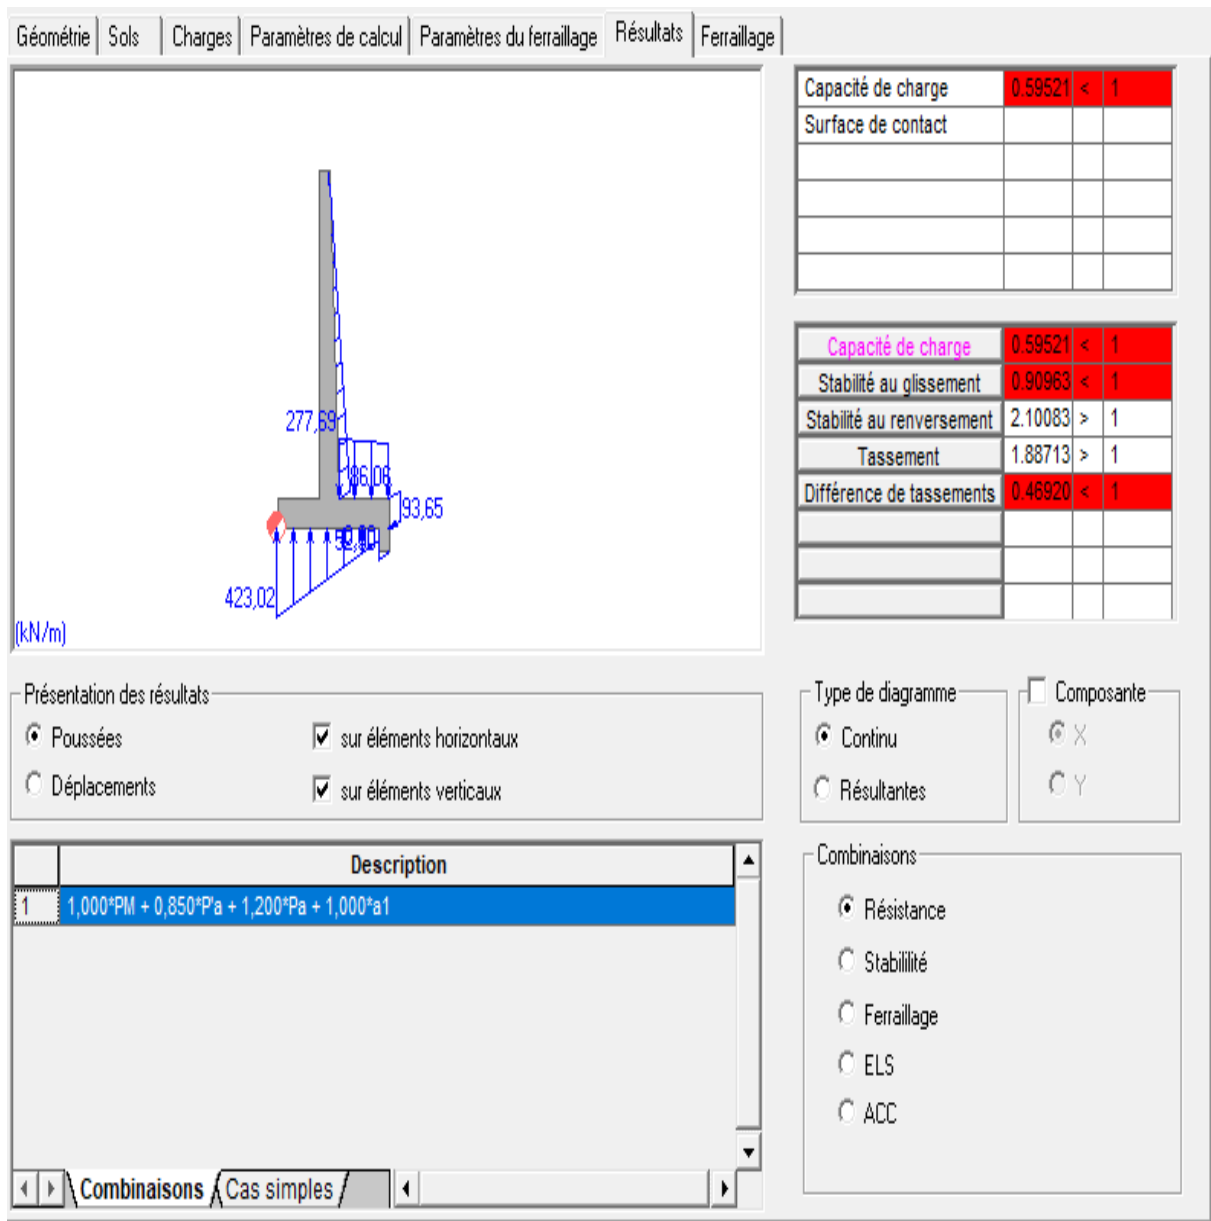 Géométrie Sols Charges Paramètres de calcul Paramètres du ferraillage Résultats Ferraillage
277,69
86,06
93,65
423,02
(kN/m)
Capacité de charge 0.59521 < 1
Surface de contact
Capacité de charge 0.59521 < 1
Stabilité au glissement 0.90963 < 1
Stabilité au renversement 2.10083 > 1
Tassement 1.88713 > 1
Différence de tassements 0.46920 < 1
Présentation des résultats
Poussées sur éléments horizontaux
Déplacements sur éléments verticaux
Type de diagramme
Continu
Résultantes
Composante
X
Y
Description
1 1,000*PM + 0,850*P'a + 1,200*Pa + 1,000*a1
Combinaisons Cas simples
Combinaisons
Résistance
Stabililité
Ferraillage
ELS
ACC